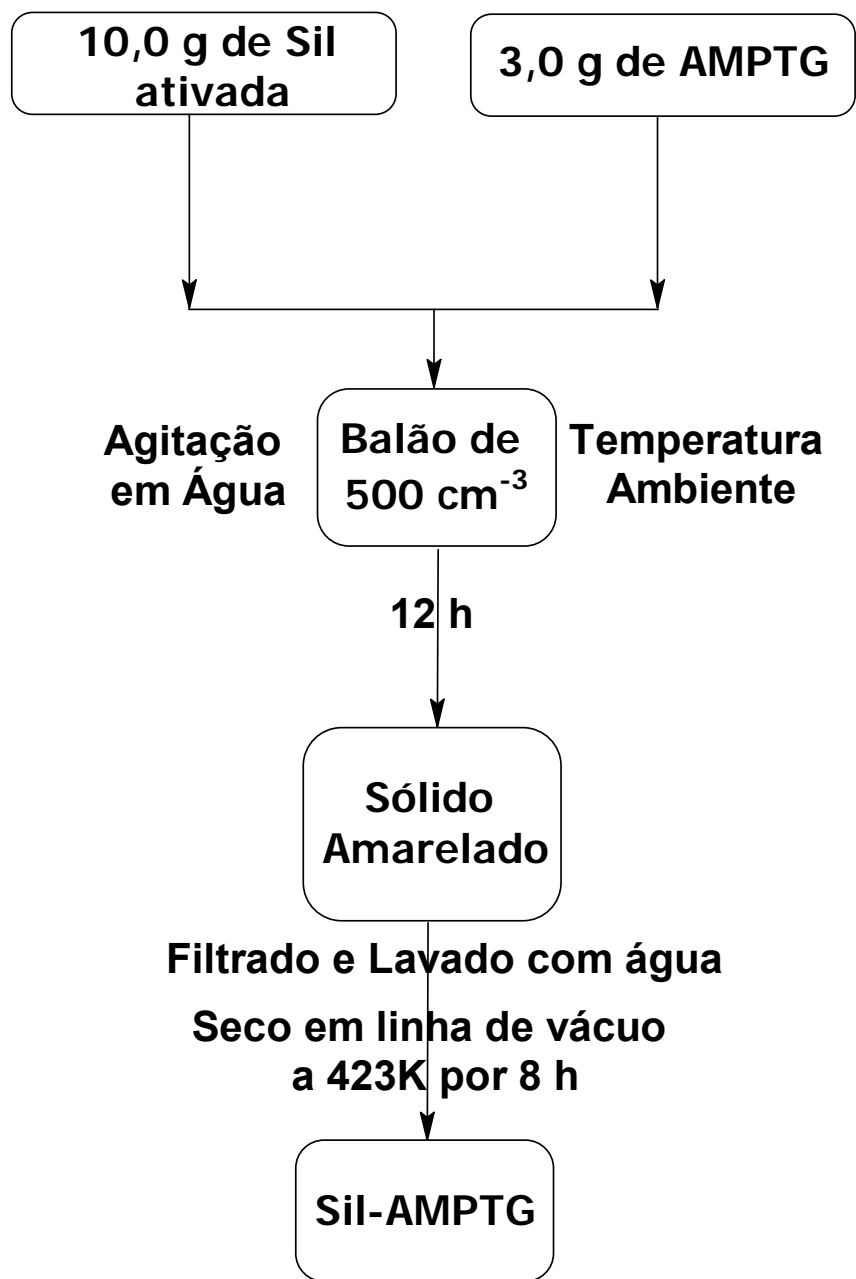 10,0 g de Sil
ativada
3,0 g de AMPTG
Agitação
em Água
Balão de
500 cm⁻³
Temperatura
Ambiente
12 h
Sólido
Amarelado
Filtrado e Lavado com água
Seco em linha de vácuo
a 423K por 8 h
Sil-AMPTG